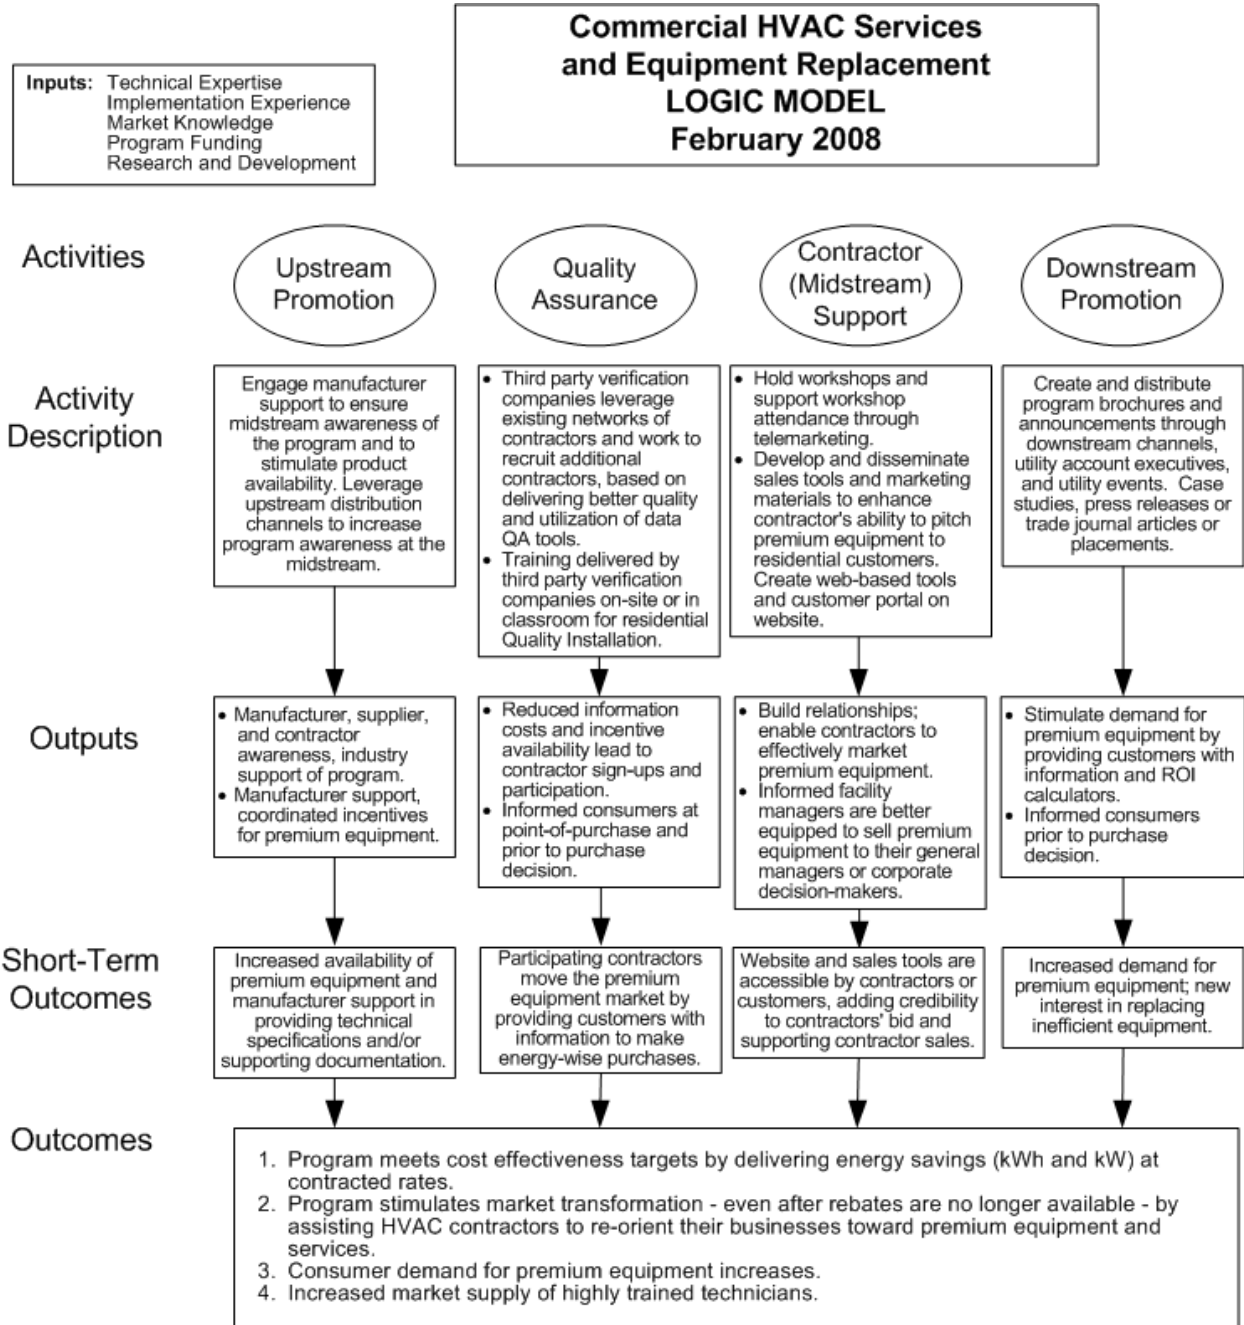 Commercial HVAC Services
and Equipment Replacement
LOGIC MODEL
February 2008
Inputs: Technical Expertise
Implementation Experience
Market Knowledge
Program Funding
Research and Development
Activities
Upstream
Promotion
Quality
Assurance
Contractor
(Midstream)
Support
Downstream
Promotion
Activity
Description
Engage manufacturer
support to ensure
midstream awareness of
the program and to
stimulate product
availability. Leverage
upstream distribution
channels to increase
program awareness at the
midstream.
• Third party verification
companies leverage
existing networks of
contractors and work to
recruit additional
contractors, based on
delivering better quality
and utilization of data
QA tools.
• Training delivered by
third party verification
companies on-site or in
classroom for residential
Quality Installation.
• Hold workshops and
support workshop
attendance through
telemarketing.
• Develop and disseminate
sales tools and marketing
materials to enhance
contractor's ability to pitch
premium equipment to
residential customers.
Create web-based tools
and customer portal on
website.
Create and distribute
program brochures and
announcements through
downstream channels,
utility account executives,
and utility events.  Case
studies, press releases or
trade journal articles or
placements.
Outputs
• Manufacturer, supplier,
and contractor
awareness, industry
support of program.
• Manufacturer support,
coordinated incentives
for premium equipment.
• Reduced information
costs and incentive
availability lead to
contractor sign-ups and
participation.
• Informed consumers at
point-of-purchase and
prior to purchase
decision.
• Build relationships;
enable contractors to
effectively market
premium equipment.
• Informed facility
managers are better
equipped to sell premium
equipment to their general
managers or corporate
decision-makers.
• Stimulate demand for
premium equipment by
providing customers with
information and ROI
calculators.
• Informed consumers
prior to purchase
decision.
Short-Term
Outcomes
Increased availability of
premium equipment and
manufacturer support in
providing technical
specifications and/or
supporting documentation.
Participating contractors
move the premium
equipment market by
providing customers with
information to make
energy-wise purchases.
Website and sales tools are
accessible by contractors or
customers, adding credibility
to contractors' bid and
supporting contractor sales.
Increased demand for
premium equipment; new
interest in replacing
inefficient equipment.
Outcomes
1. Program meets cost effectiveness targets by delivering energy savings (kWh and kW) at
contracted rates.
2. Program stimulates market transformation - even after rebates are no longer available - by
assisting HVAC contractors to re-orient their businesses toward premium equipment and
services.
3. Consumer demand for premium equipment increases.
4. Increased market supply of highly trained technicians.